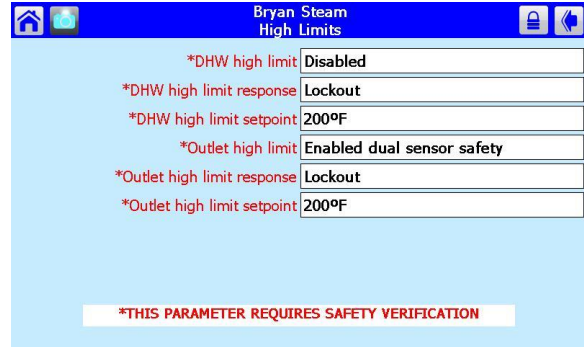 Bryan Steam
High Limits
*DHW high limit Disabled
*DHW high limit response Lockout
*DHW high limit setpoint 200ºF
*Outlet high limit Enabled dual sensor safety
*Outlet high limit response Lockout
*Outlet high limit setpoint 200ºF
*THIS PARAMETER REQUIRES SAFETY VERIFICATION